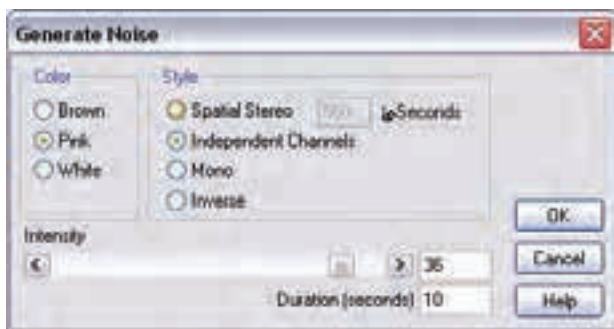 Generate Noise
Color
Brown
Pink
White
Style
Spatial Stereo µSeconds
Independent Channels
Mono
Inverse
Intensity
36
Duration (seconds) 10
OK
Cancel
Help